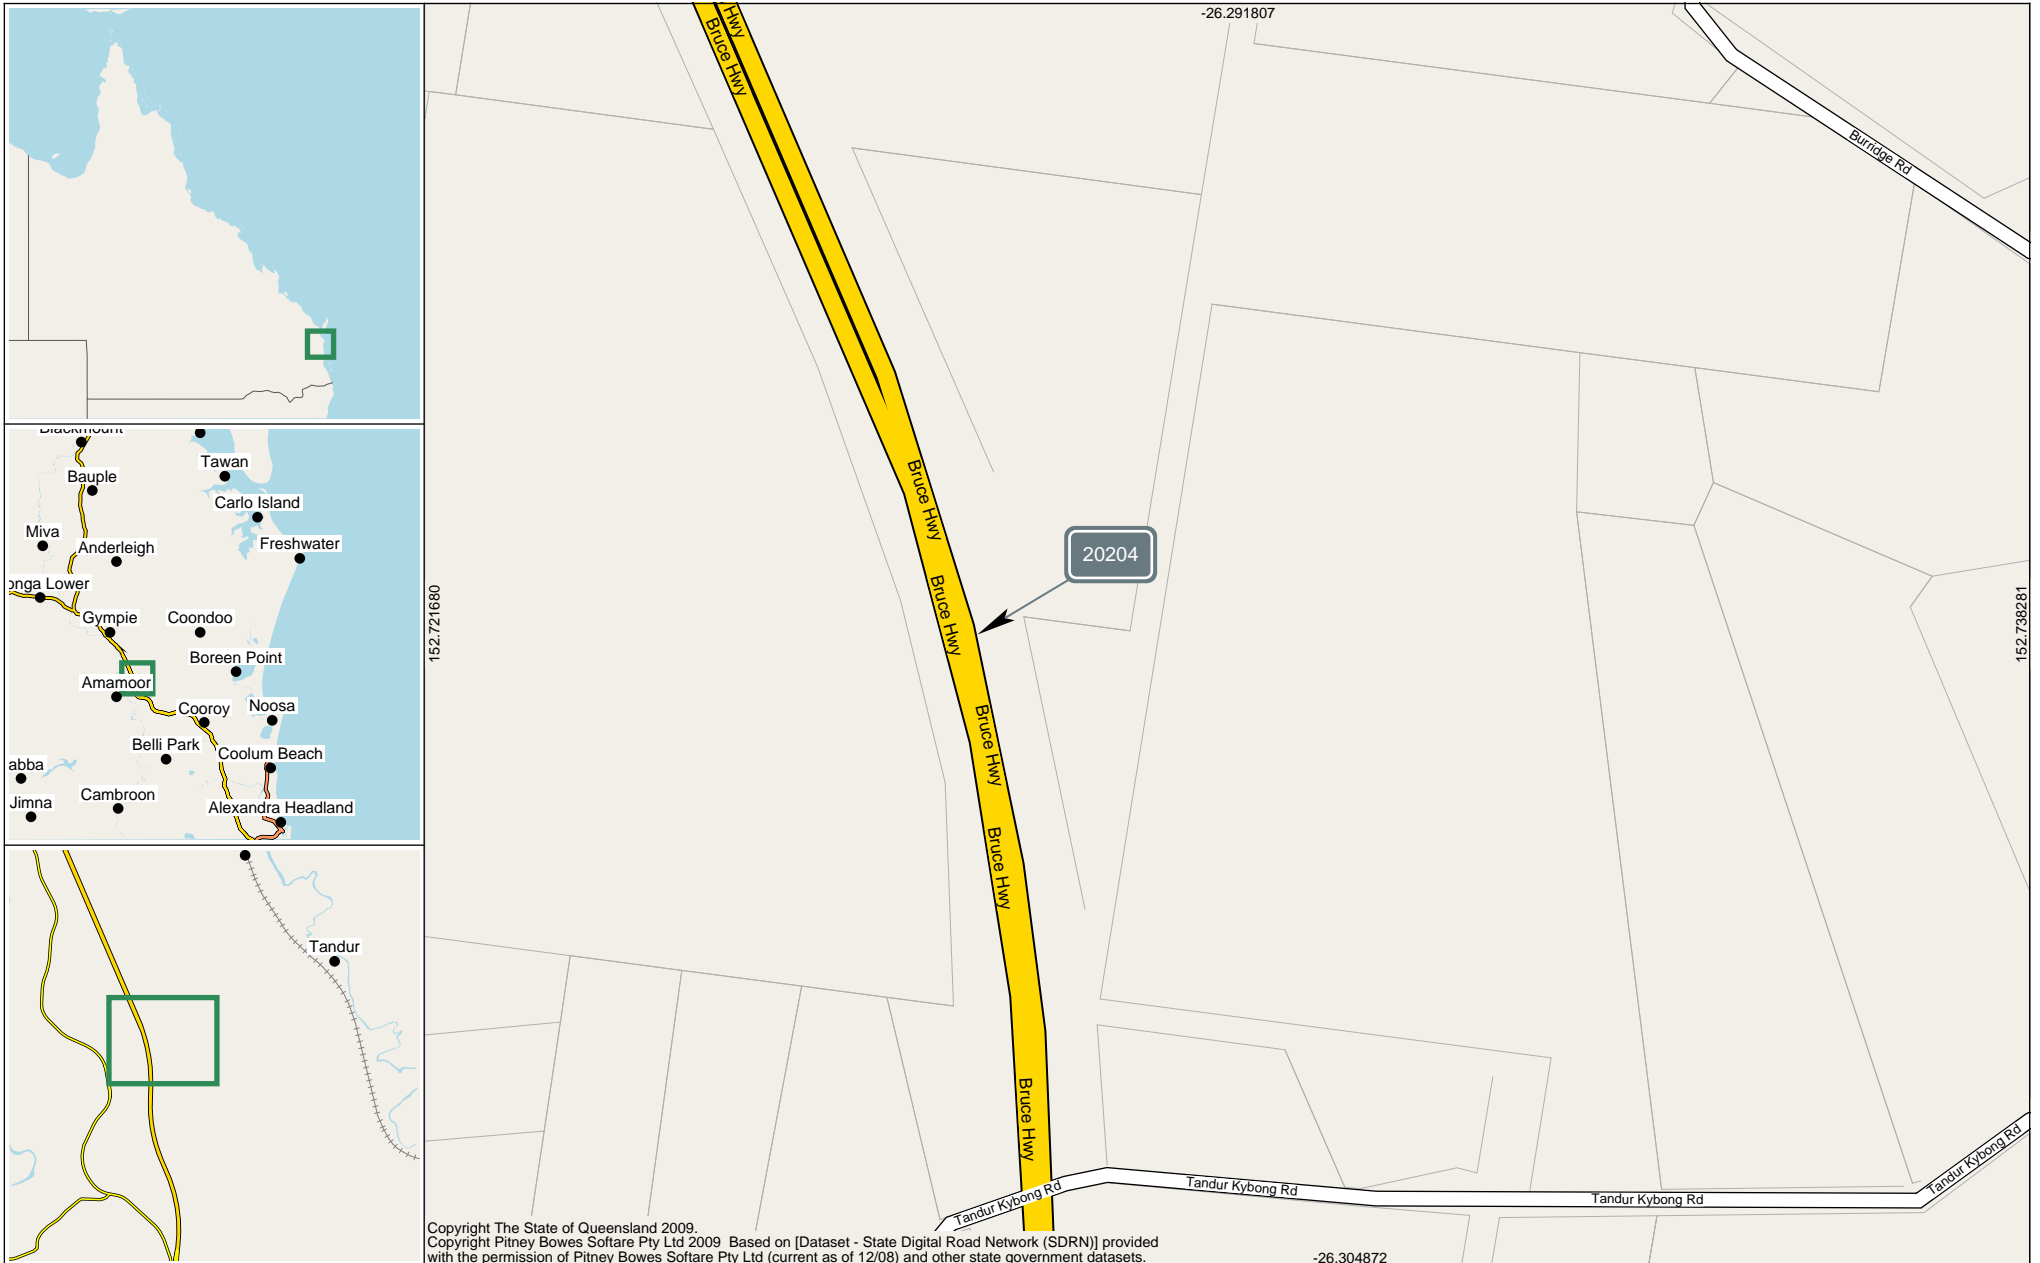 Blackmount
Tawan
Bauple
Carlo Island
Miva
Anderleigh
Freshwater
onga Lower
Gympie
Coondoo
Boreen Point
Amamoor
Cooroy
Noosa
Belli Park
Coolum Beach
abba
Jimna
Cambroon
Alexandra Headland
Tandur
-26.291807
Hwy
Bruce Hwy
Burridge Rd
Bruce Hwy
20204
152.721680
152.738281
Bruce Hwy
Bruce Hwy
Bruce Hwy
Bruce Hwy
Tandur Kybong Rd
Tandur Kybong Rd
Tandur Kybong Rd
Tandur Kybong Rd
Copyright The State of Queensland 2009.
Copyright Pitney Bowes Softare Pty Ltd 2009 Based on [Dataset - State Digital Road Network (SDRN)] provided
with the permission of Pitney Bowes Softare Pty Ltd (current as of 12/08) and other state government datasets.
-26.304872